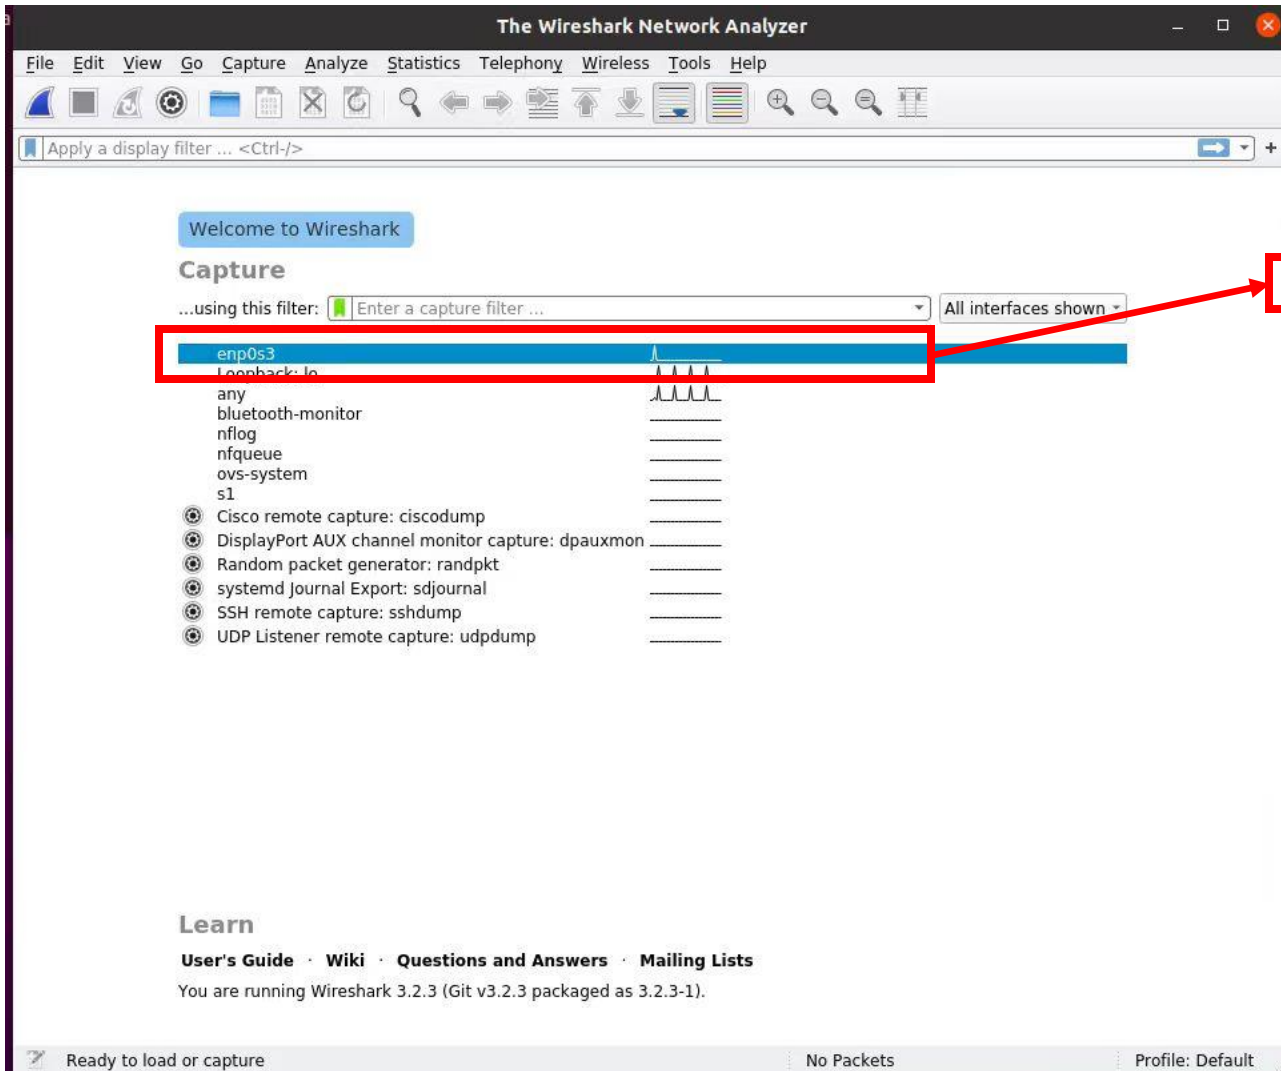 The Wireshark Network Analyzer
File Edit View Go Capture Analyze Statistics Telephony Wireless Tools Help
Apply a display filter ... <Ctrl-/>
+
Welcome to Wireshark
Capture
...using this filter: Enter a capture filter ... All interfaces shown
enp0s3
Loopback: lo
any
bluetooth-monitor
nflog
nfqueue
ovs-system
s1
Cisco remote capture: ciscodump
DisplayPort AUX channel monitor capture: dpauxmon
Random packet generator: randpkt
systemd Journal Export: sdjournal
SSH remote capture: sshdump
UDP Listener remote capture: udpdump
Learn
User's Guide · Wiki · Questions and Answers · Mailing Lists
You are running Wireshark 3.2.3 (Git v3.2.3 packaged as 3.2.3-1).
Ready to load or capture No Packets Profile: Default